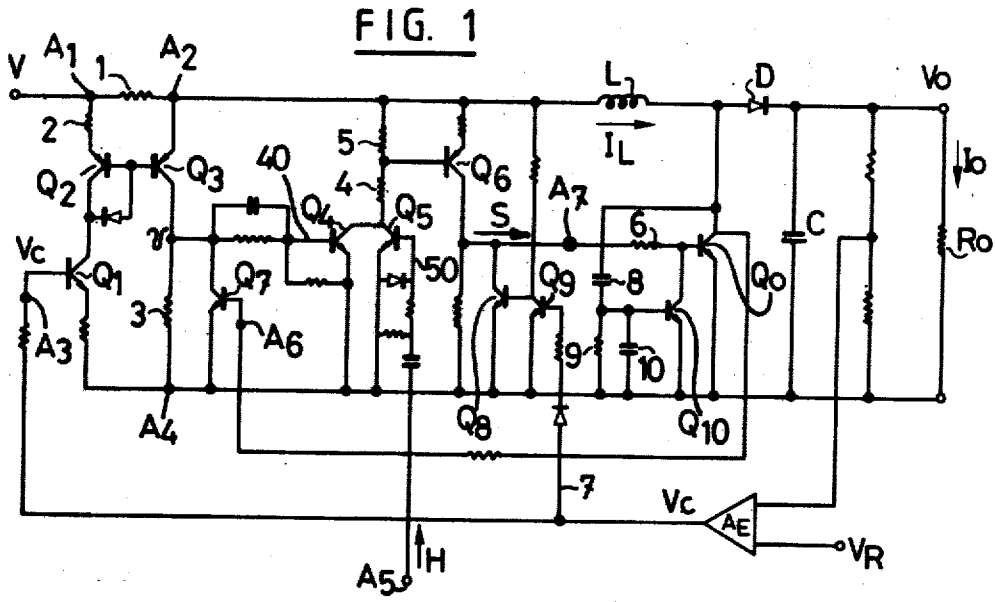 FIG. 1
V
A1
1
A2
L
D
Vo
2
Q2
Q3
40
5
4
Q6
IL
Io
Q4
Q5
A7
S
6
C
Ro
Vc
Q1
γ
Q7
50
Q9
8
Qo
3
A3
A6
9
10
A4
Q8
Q10
7
Vc
AE
VR
A5
H